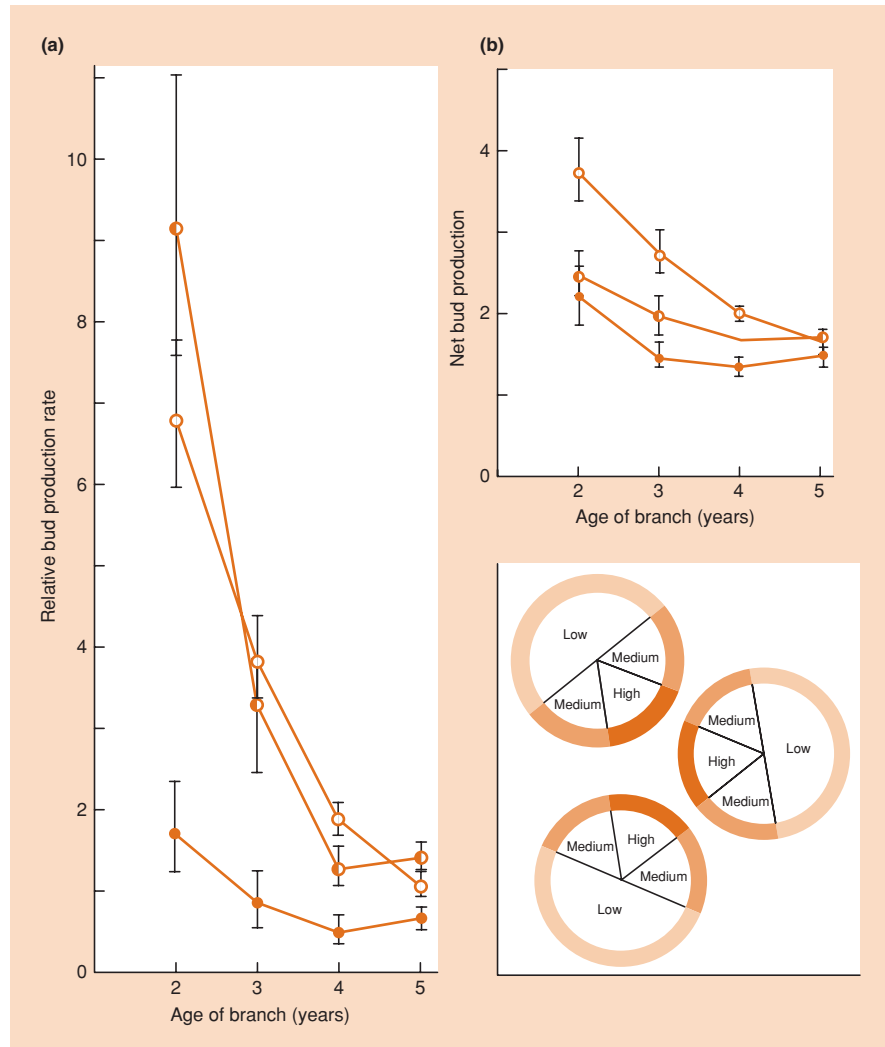 (a)
Relative bud production rate
10
8
6
4
2
0
2 3 4 5
Age of branch (years)
(b)
Net bud production
4
2
0
2 3 4 5
Age of branch (years)
Low
Medium
Medium
High
Medium
Low
High
Medium
Medium
High
Medium
Low